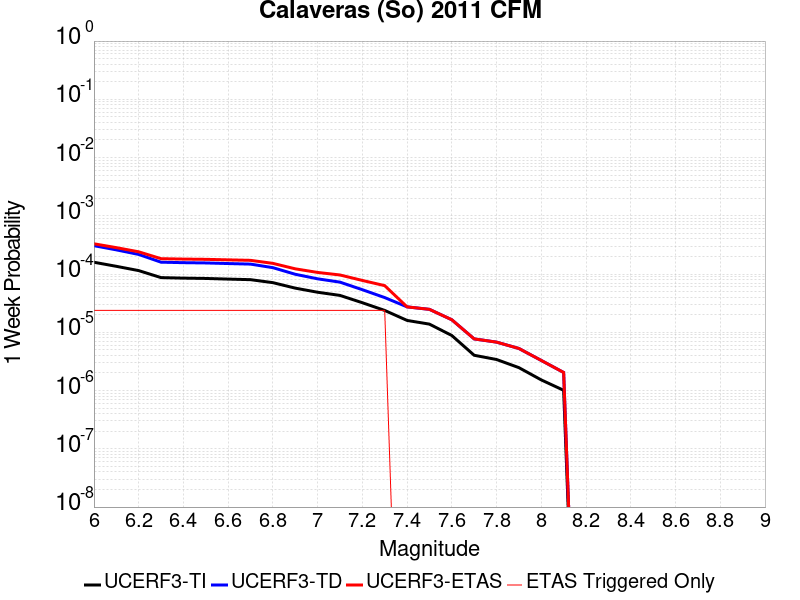 Calaveras (So) 2011 CFM
10 0
10 -1
10 -2
10 -3
10 -4
10 -5
10 -6
10 -7
10 -8
1 Week Probability
6 6.2 6.4 6.6 6.8 7 7.2 7.4 7.6 7.8 8 8.2 8.4 8.6 8.8 9
Magnitude
UCERF3-TI UCERF3-TD UCERF3-ETAS ETAS Triggered Only